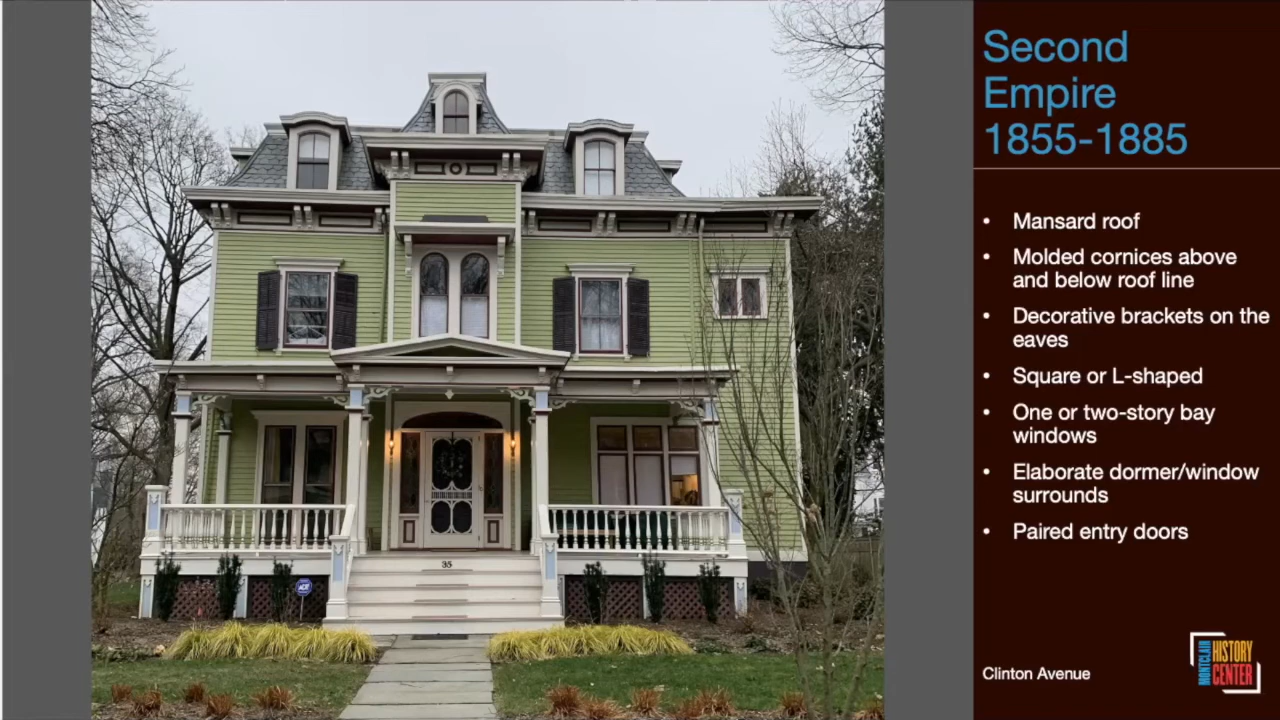 Second
Empire
1855-1885
• Mansard roof
• Molded cornices above
and below roof line
• Decorative brackets on the
eaves
• Square or L-shaped
• One or two-story bay
windows
• Elaborate dormer/window
surrounds
• Paired entry doors
35
ADT
Clinton Avenue
MONTCLAIR
HISTORY
CENTER